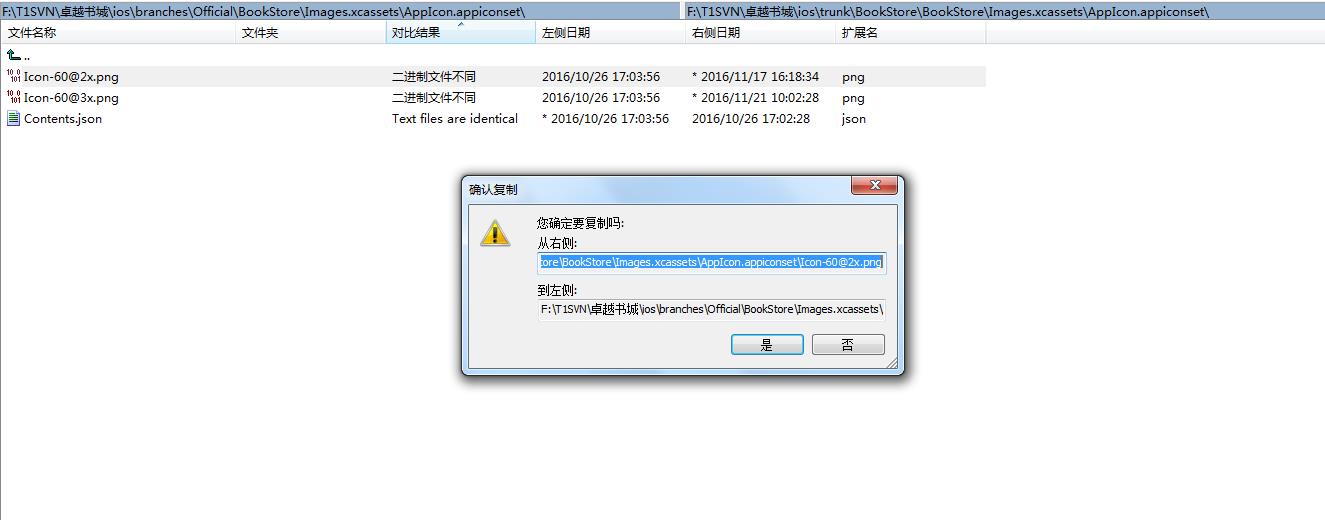 F:\T1SVN\卓越书城\ios\branches\Official\BookStore\Images.xcassets\AppIcon.appiconset\ F:\T1SVN\卓越书城\ios\trunk\BookStore\BookStore\Images.xcassets\AppIcon.appiconset\
文件名称 文件夹 对比结果 左侧日期 右侧日期 扩展名
..
Icon-60@2x.png 二进制文件不同 2016/10/26 17:03:56 * 2016/11/17 16:18:34 png
Icon-60@3x.png 二进制文件不同 2016/10/26 17:03:56 * 2016/11/21 10:02:28 png
Contents.json Text files are identical * 2016/10/26 17:03:56 2016/10/26 17:02:28 json
确认复制
您确定要复制吗:
从右侧:
tore\BookStore\Images.xcassets\AppIcon.appiconset\Icon-60@2x.png
到左侧:
F:\T1SVN\卓越书城\ios\branches\Official\BookStore\Images.xcassets\
是 否